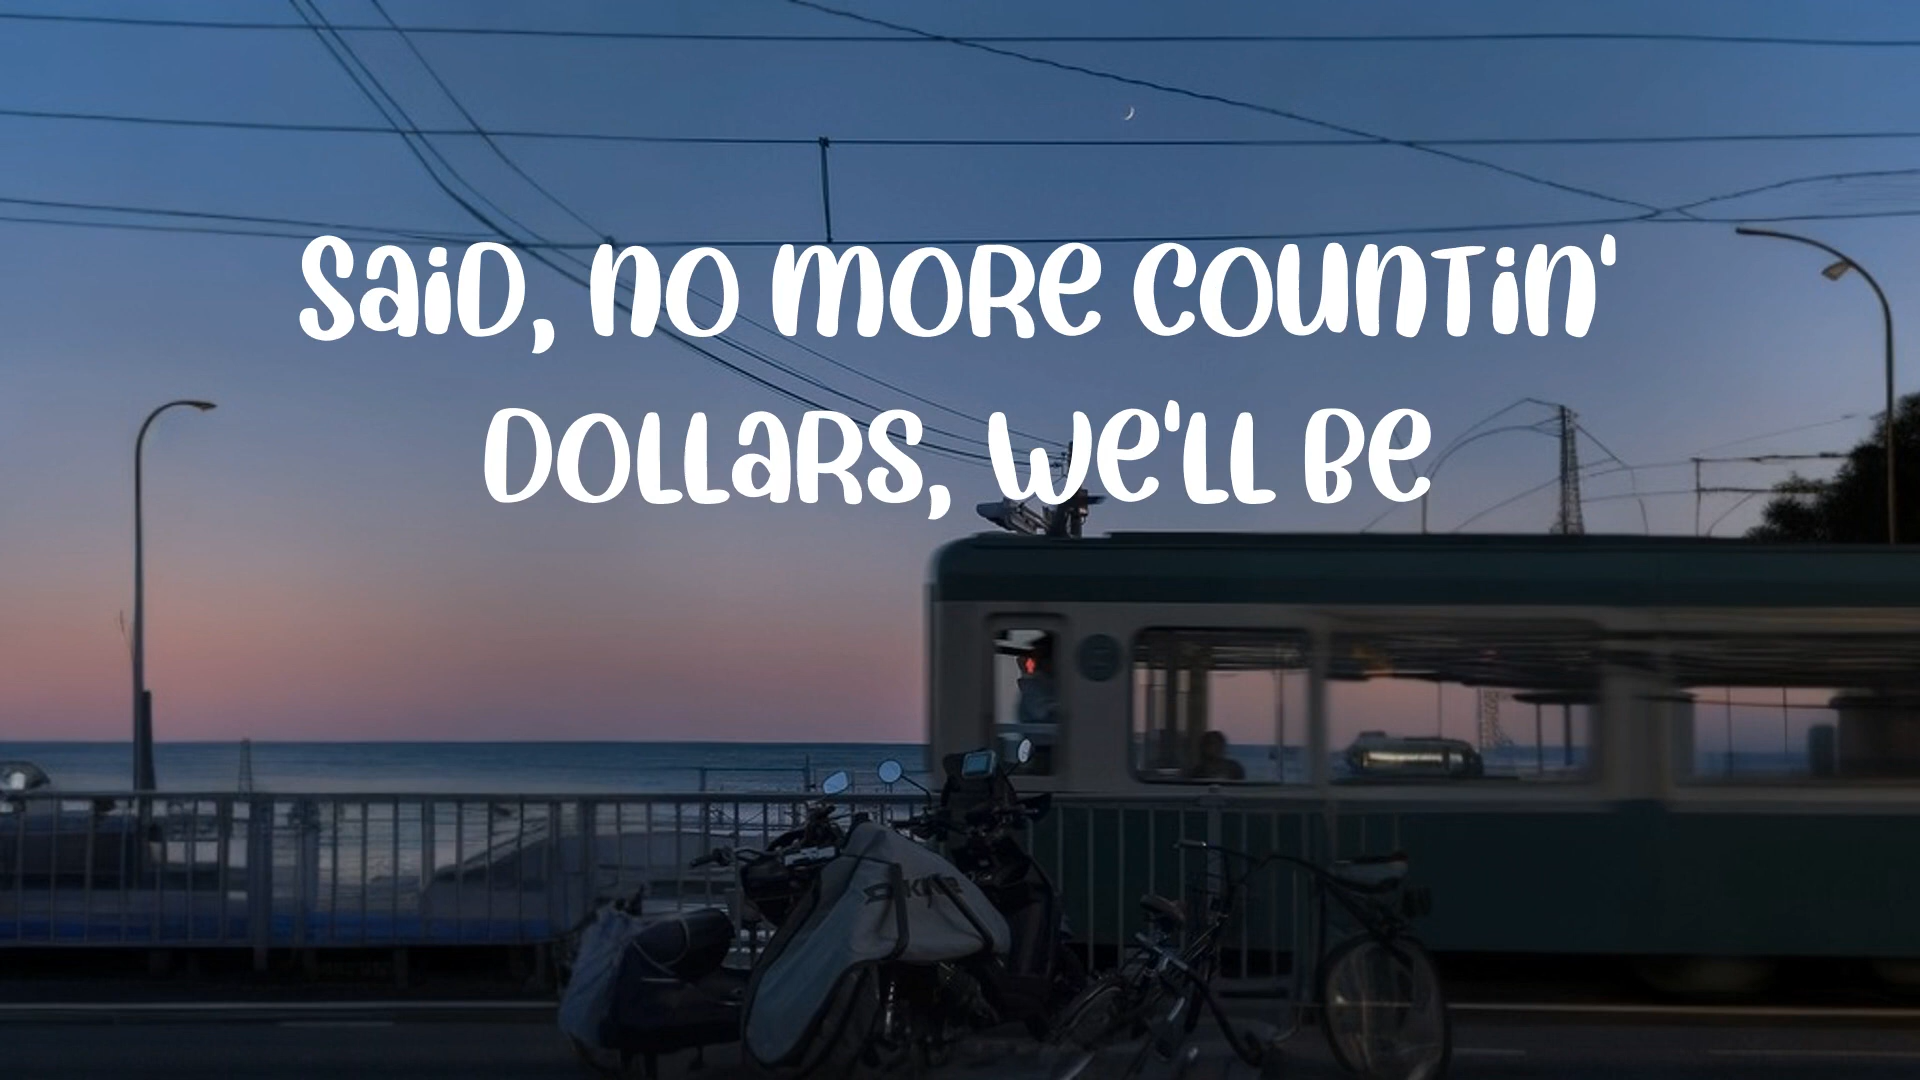 Said, no more countin'
dollars, we'll be